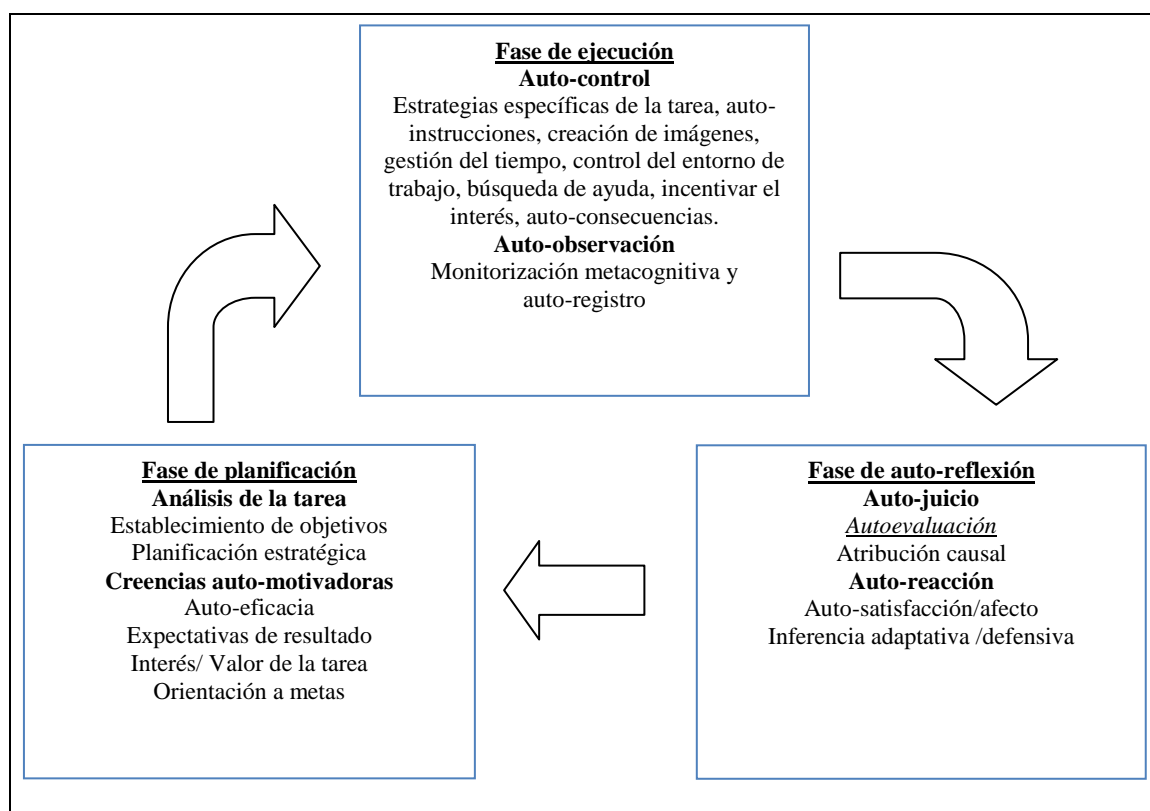 Fase de ejecución
Auto-control
Estrategias específicas de la tarea, auto-
instrucciones, creación de imágenes,
gestión del tiempo, control del entorno de
trabajo, búsqueda de ayuda, incentivar el
interés, auto-consecuencias.
Auto-observación
Monitorización metacognitiva y
auto-registro
Fase de planificación
Análisis de la tarea
Establecimiento de objetivos
Planificación estratégica
Creencias auto-motivadoras
Auto-eficacia
Expectativas de resultado
Interés/ Valor de la tarea
Orientación a metas
Fase de auto-reflexión
Auto-juicio
Autoevaluación
Atribución causal
Auto-reacción
Auto-satisfacción/afecto
Inferencia adaptativa /defensiva